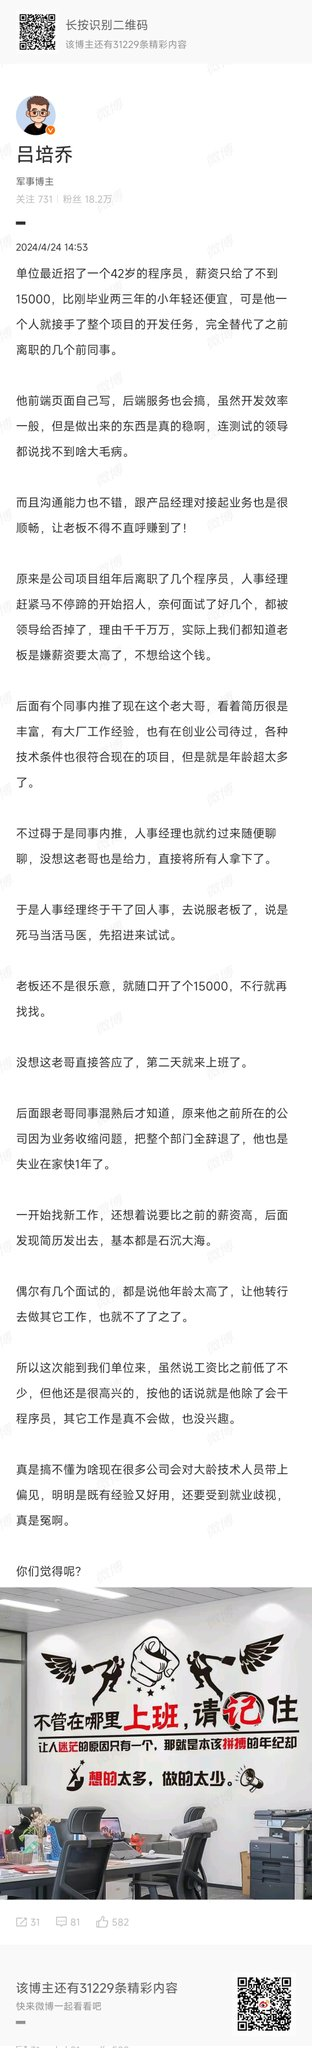 长按识别二维码
该博主还有31229条精彩内容
吕培乔
军事博主
关注 731 | 粉丝 18.2万
2024/4/24 14:53
单位最近招了一个42岁的程序员，薪资只给了不到
15000，比刚毕业两三年的小年轻还便宜，可是他一
个人就接手了整个项目的开发任务，完全替代了之前
离职的几个前同事。
他前端页面自己写，后端服务也会搞，虽然开发效率
一般，但是做出来的东西是真的稳啊，连测试的领导
都说找不到啥大毛病。
而且沟通能力也不错，跟产品经理对接起业务也是很
顺畅，让老板不得不直呼赚到了！
原来是公司项目组年后离职了几个程序员，人事经理
赶紧马不停蹄的开始招人，奈何面试了好几个，都被
领导给否掉了，理由千千万万，实际上我们都知道老
板是嫌薪资要太高了，不想给这个钱。
后面有个同事内推了现在这个老大哥，看着简历很是
丰富，有大厂工作经验，也有在创业公司待过，各种
技术条件也很符合现在的项目，但是就是年龄超太多
了。
不过碍于是同事内推，人事经理也就约过来随便聊
聊，没想这老哥也是给力，直接将所有人拿下了。
于是人事经理终于干了回人事，去说服老板了，说是
死马当活马医，先招进来试试。
老板还不是很乐意，就随口开了个15000，不行就再
找找。
没想这老哥直接答应了，第二天就来上班了。
后面跟老哥同事混熟后才知道，原来他之前所在的公
司因为业务收缩问题，把整个部门全辞退了，他也是
失业在家快1年了。
一开始找新工作，还想着说要比之前的薪资高，后面
发现简历发出去，基本都是石沉大海。
偶尔有几个面试的，都是说他年龄太高了，让他转行
去做其它工作，也就不了了之了。
所以这次能到我们单位来，虽然说工资比之前低了不
少，但他还是很高兴的，按他的话说就是他除了会干
程序员，其它工作是真不会做，也没兴趣。
真是搞不懂为啥现在很多公司会对大龄技术人员带上
偏见，明明是既有经验又好用，还要受到就业歧视，
真是冤啊。
你们觉得呢？
不管在哪里上班，请记住
让人迷茫的原因只有一个，那就是本该拼搏的年纪却
想的太多，做的太少。
31 81 582
该博主还有31229条精彩内容
快来微博一起看看吧